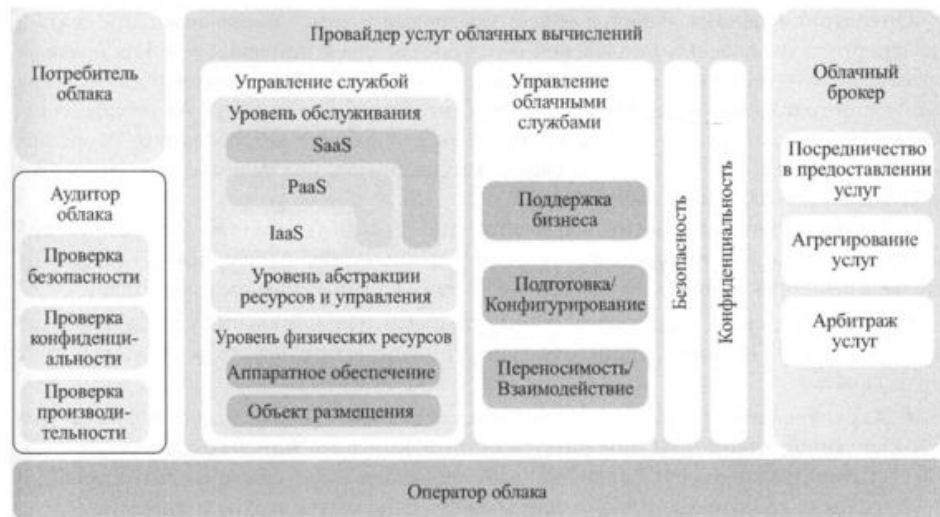 Потребитель
облака
Аудитор
облака
Проверка
безопасности
Проверка
конфиденци-
альности
Проверка
производи-
тельности
Провайдер услуг облачных вычислений
Управление службой
Уровень обслуживания
SaaS
PaaS
IaaS
Уровень абстракции
ресурсов и управления
Уровень физических ресурсов
Аппаратное обеспечение
Объект размещения
Управление
облачными
службами
Поддержка
бизнеса
Подготовка/
Конфигурирование
Переносимость/
Взаимодействие
Безопасность
Конфиденциальность
Облачный
брокер
Посредничество
в предоставлении
услуг
Агрегирование
услуг
Арбитраж
услуг
Оператор облака